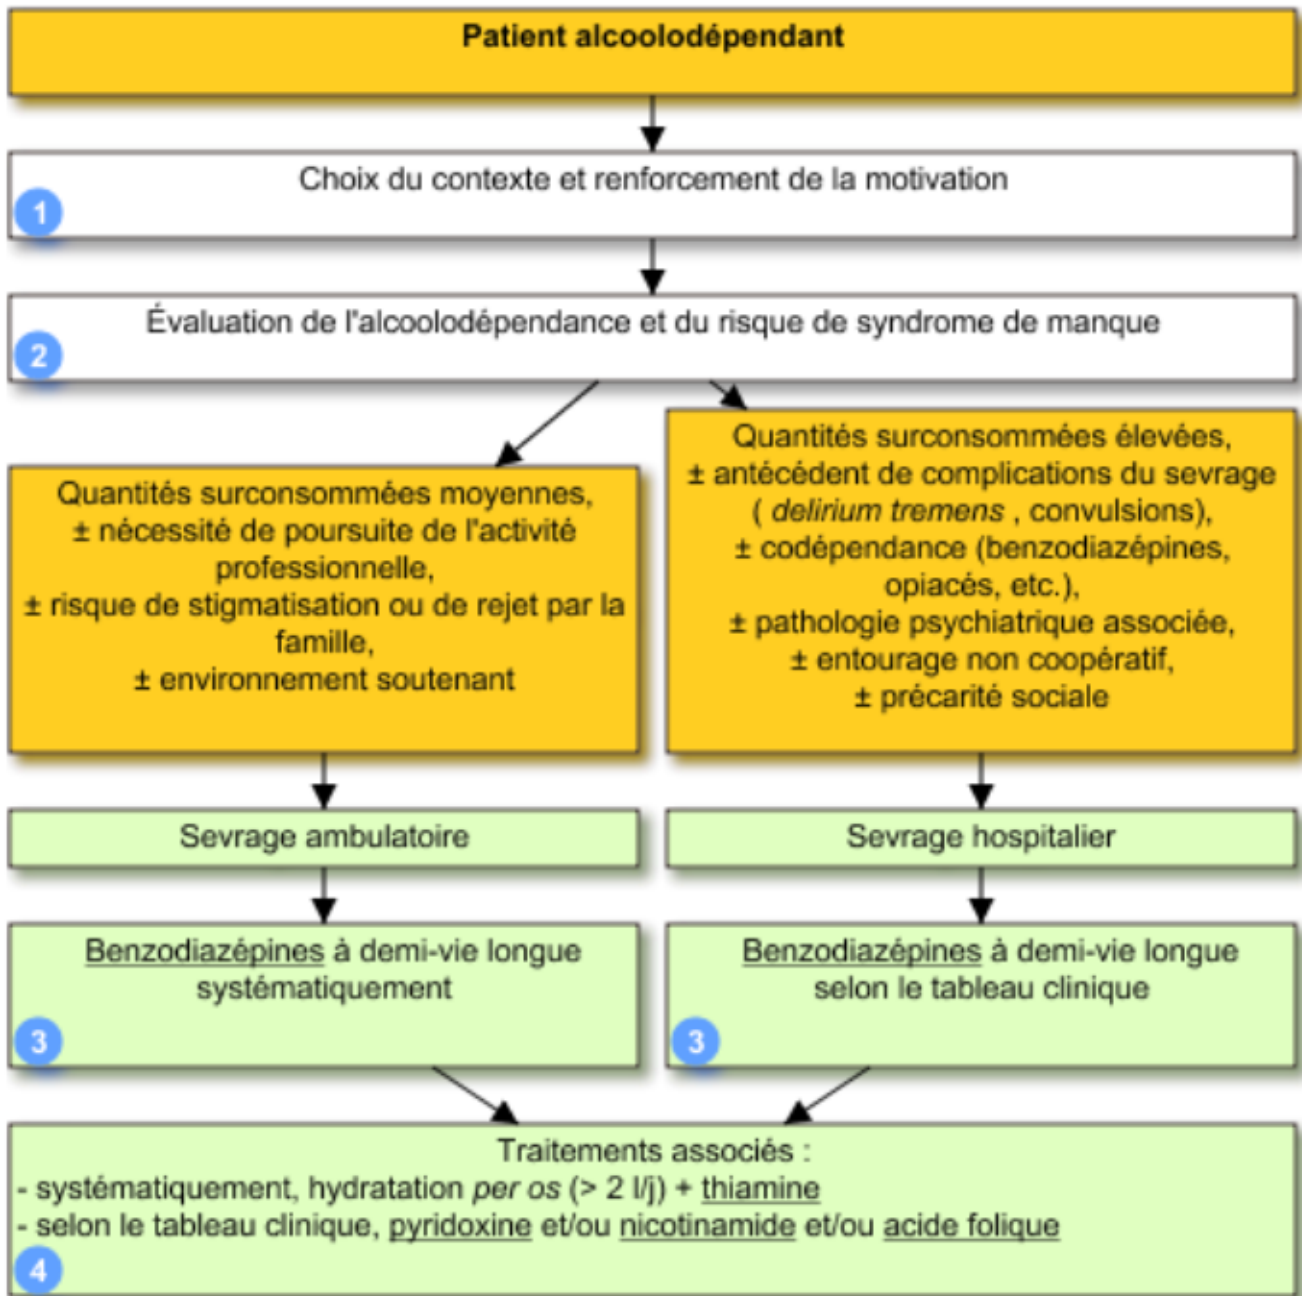 Patient alcoolodépendant
Choix du contexte et renforcement de la motivation
1
Évaluation de l'alcoolodépendance et du risque de syndrome de manque
2
Quantités surconsommées moyennes,
± nécessité de poursuite de l'activité
professionnelle,
± risque de stigmatisation ou de rejet par la
famille,
± environnement soutenant
Quantités surconsommées élevées,
± antécédent de complications du sevrage
( delirium tremens , convulsions),
± codépendance (benzodiazépines,
opiacés, etc.),
± pathologie psychiatrique associée,
± entourage non coopératif,
± précarité sociale
Sevrage ambulatoire
Sevrage hospitalier
Benzodiazépines à demi-vie longue
systématiquement
3
Benzodiazépines à demi-vie longue
selon le tableau clinique
3
Traitements associés :
- systématiquement, hydratation per os (> 2 l/j) + thiamine
- selon le tableau clinique, pyridoxine et/ou nicotinamide et/ou acide folique
4